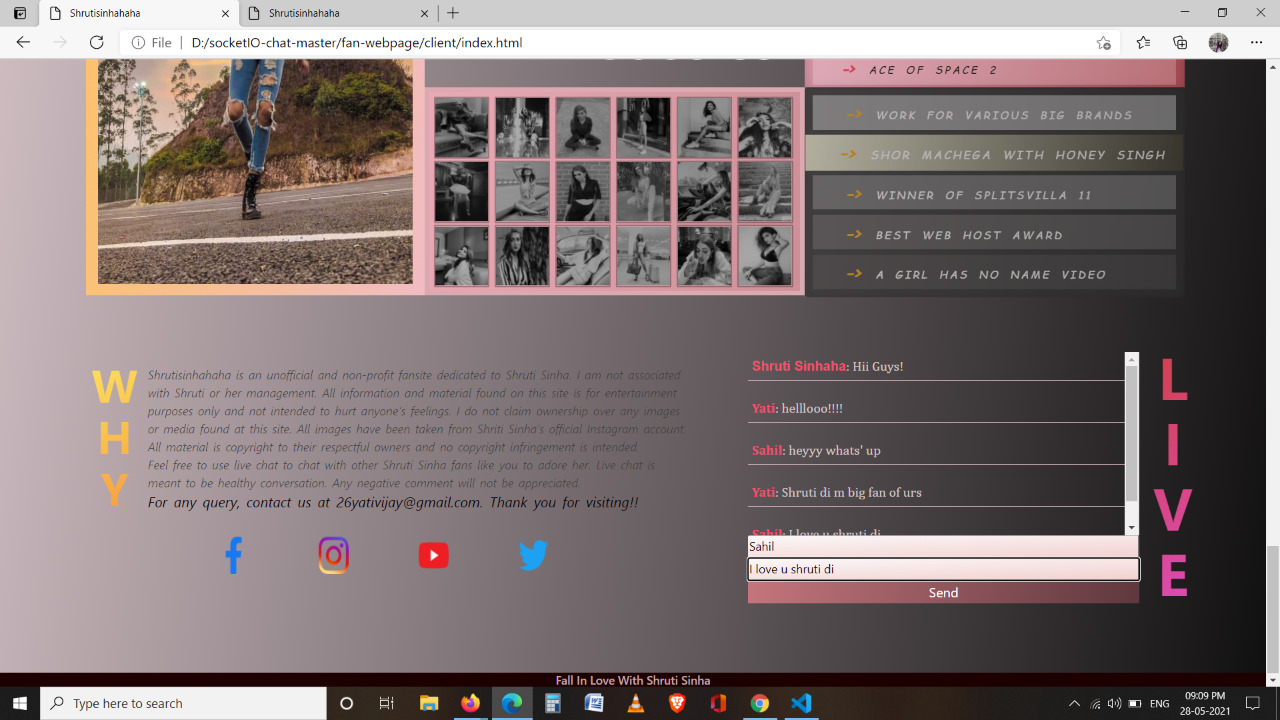 Shrutisinhahaha
Shrutisinhahaha
File | D:/socketIO-chat-master/fan-webpage/client/index.html
-> ACE OF SPACE 2
-> WORK FOR VARIOUS BIG BRANDS
-> SHOR MACHEGA WITH HONEY SINGH
-> WINNER OF SPLITSVILLA 11
-> BEST WEB HOST AWARD
-> A GIRL HAS NO NAME VIDEO
W
H
Y
Shrutisinhahaha is an unofficial and non-profit fansite dedicated to Shruti Sinha. I am not associated
with Shruti or her management. All information and material found on this site is for entertainment
purposes only and not intended to hurt anyone's feelings. I do not claim ownership over any images
or media found at this site. All images have been taken from Shriti Sinha's official Instagram account
All material is copyright to their respectful owners and no copyright infringement is intended.
Feel free to use live chat to chat with other Shruti Sinha fans like you to adore her. Live chat is
meant to be healthy conversation. Any negative comment will not be appreciated.
For any query, contact us at 26yativijay@gmail.com. Thank you for visiting!!
Shruti Sinhaha: Hii Guys!
Yati: helllooo!!!!
Sahil: heyyy whats' up
Yati: Shruti di m big fan of urs
Sahil: I love u shruti di
Sahil
I love u shruti di
Send
L
I
V
E
Fall In Love With Shruti Sinha
Type here to search
ENG
09:09 PM
28-05-2021